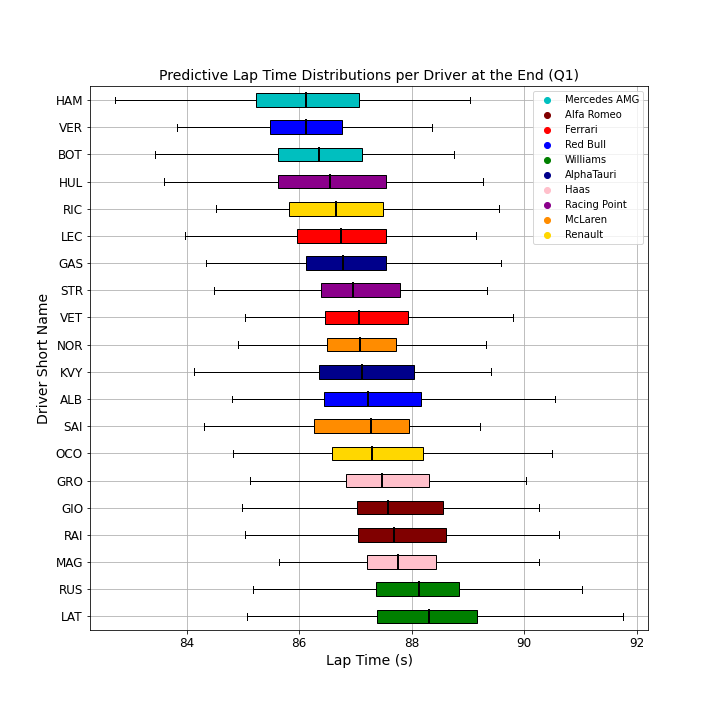 Predictive Lap Time Distributions per Driver at the End (Q1)
HAM
VER
BOT
HUL
RIC
LEC
GAS
STR
VET
NOR
KVY
ALB
SAI
OCO
GRO
GIO
RAI
MAG
RUS
LAT
Driver Short Name
Mercedes AMG
Alfa Romeo
Ferrari
Red Bull
Williams
AlphaTauri
Haas
Racing Point
McLaren
Renault
84 86 88 90 92
Lap Time (s)